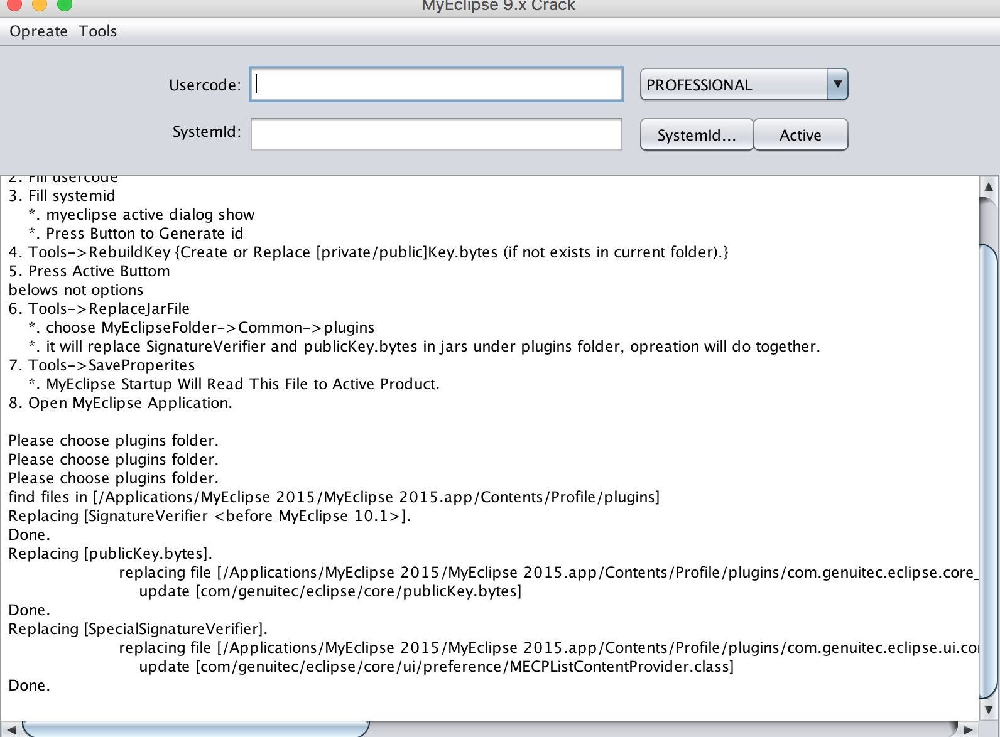 MyEclipse 9.x Crack
Opreate Tools
Usercode:
PROFESSIONAL
SystemId:
SystemId...
Active
2. Fill usercode
3. Fill systemid
*. myeclipse active dialog show
*. Press Button to Generate id
4. Tools->RebuildKey {Create or Replace [private/public]Key.bytes (if not exists in current folder).}
5. Press Active Buttom
belows not options
6. Tools->ReplaceJarFile
*. choose MyEclipseFolder->Common->plugins
*. it will replace SignatureVerifier and publicKey.bytes in jars under plugins folder, opreation will do together.
7. Tools->SaveProperites
*. MyEclipse Startup Will Read This File to Active Product.
8. Open MyEclipse Application.
Please choose plugins folder.
Please choose plugins folder.
Please choose plugins folder.
find files in [/Applications/MyEclipse 2015/MyEclipse 2015.app/Contents/Profile/plugins]
Replacing [SignatureVerifier <before MyEclipse 10.1>].
Done.
Replacing [publicKey.bytes].
replacing file [/Applications/MyEclipse 2015/MyEclipse 2015.app/Contents/Profile/plugins/com.genuitec.eclipse.core_
update [com/genuitec/eclipse/core/publicKey.bytes]
Done.
Replacing [SpecialSignatureVerifier].
replacing file [/Applications/MyEclipse 2015/MyEclipse 2015.app/Contents/Profile/plugins/com.genuitec.eclipse.ui.co
update [com/genuitec/eclipse/core/ui/preference/MECPListContentProvider.class]
Done.